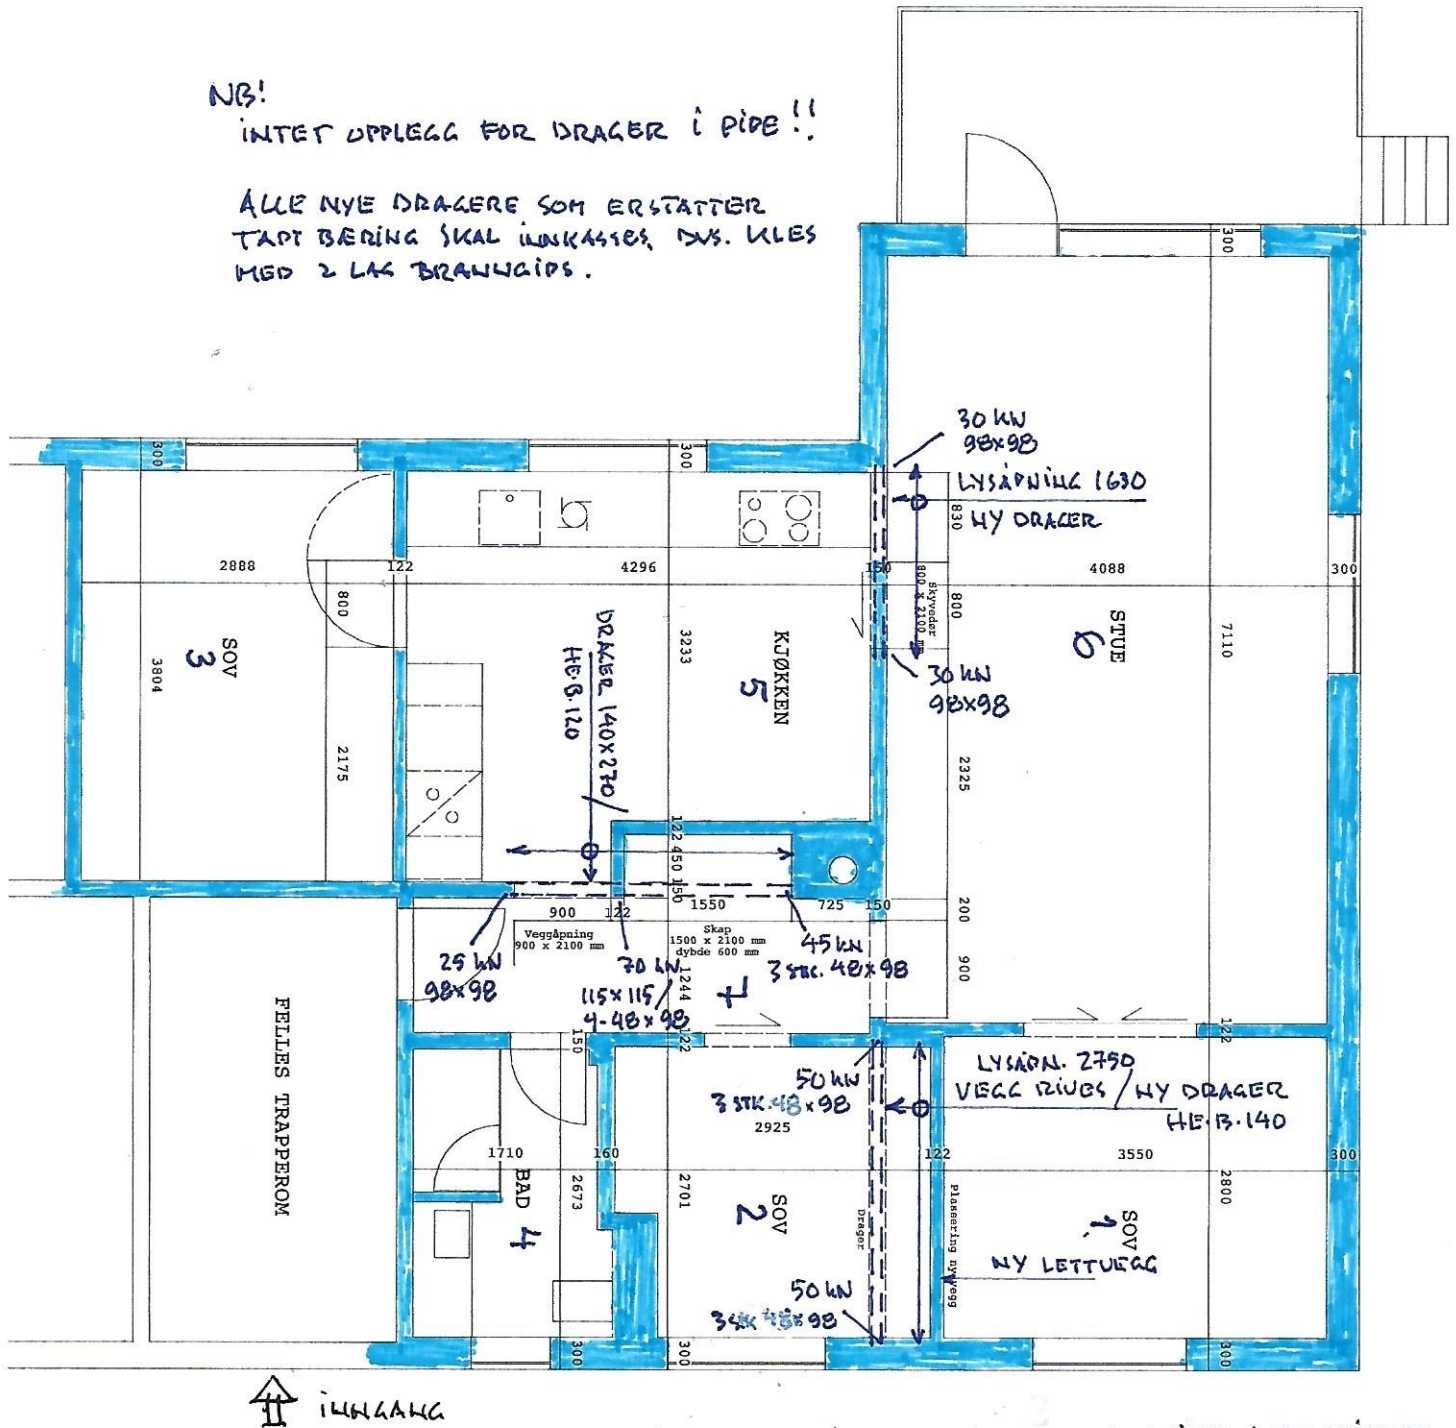 NB!
INTET OPPLEGG FOR DRAGER I PIPE!!
ALLE NYE DRAGERE SOM ERSTATTER
TAPT BÆRING SKAL INNKASSES, DVS. KLES
MED 2 LAG BRANNGIPS.
300
300
300
30 KN
98x98
LYSÅPNING 1630
NY DRAGER
830
2888
122
4296
150
4088
300
800
Skyvedør
800 x 2100 mm
800
SOV
3
3804
DRAGER 140x270
HE·B·120
3233
KJØKKEN
5
STUE
6
7110
30 KN
98x98
2175
2325
122
450
150
900
122
1550
725
150
200
Veggåpning
900 x 2100 mm
Skap
1500 x 2100 mm
dybde 600 mm
25 KN
98x98
70 KN
115x115/
4-48x98
45 KN
3 STK. 48x98
1244
7
900
FELLES TRAPPEROM
150
122
122
50 KN
3 STK. 48x98
LYSÅPN. 2750
VEGG RIVES / NY DRAGER
HE·B·140
2925
1710
160
122
3550
300
BAD
4
2673
2701
SOV
2
Drager
Plassering ny vegg
SOV
1.
2800
NY LETTVEGG
50 KN
3 STK 48x98
300
300
300
INNGANG